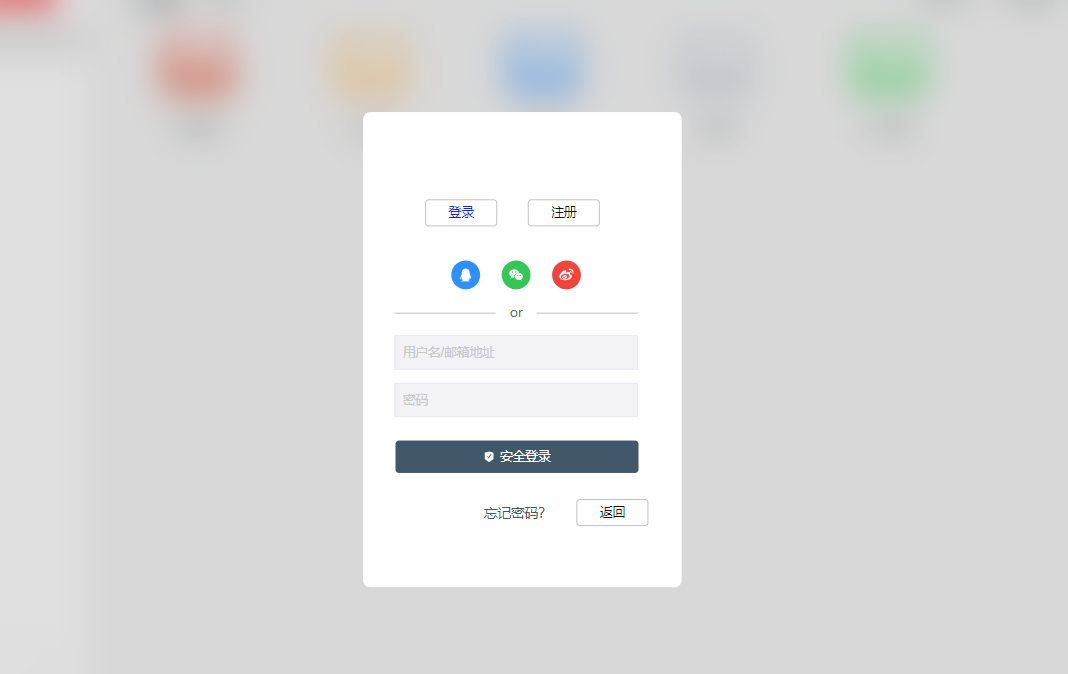 登录 注册
or
用户名/邮箱地址
密码
安全登录
忘记密码? 返回